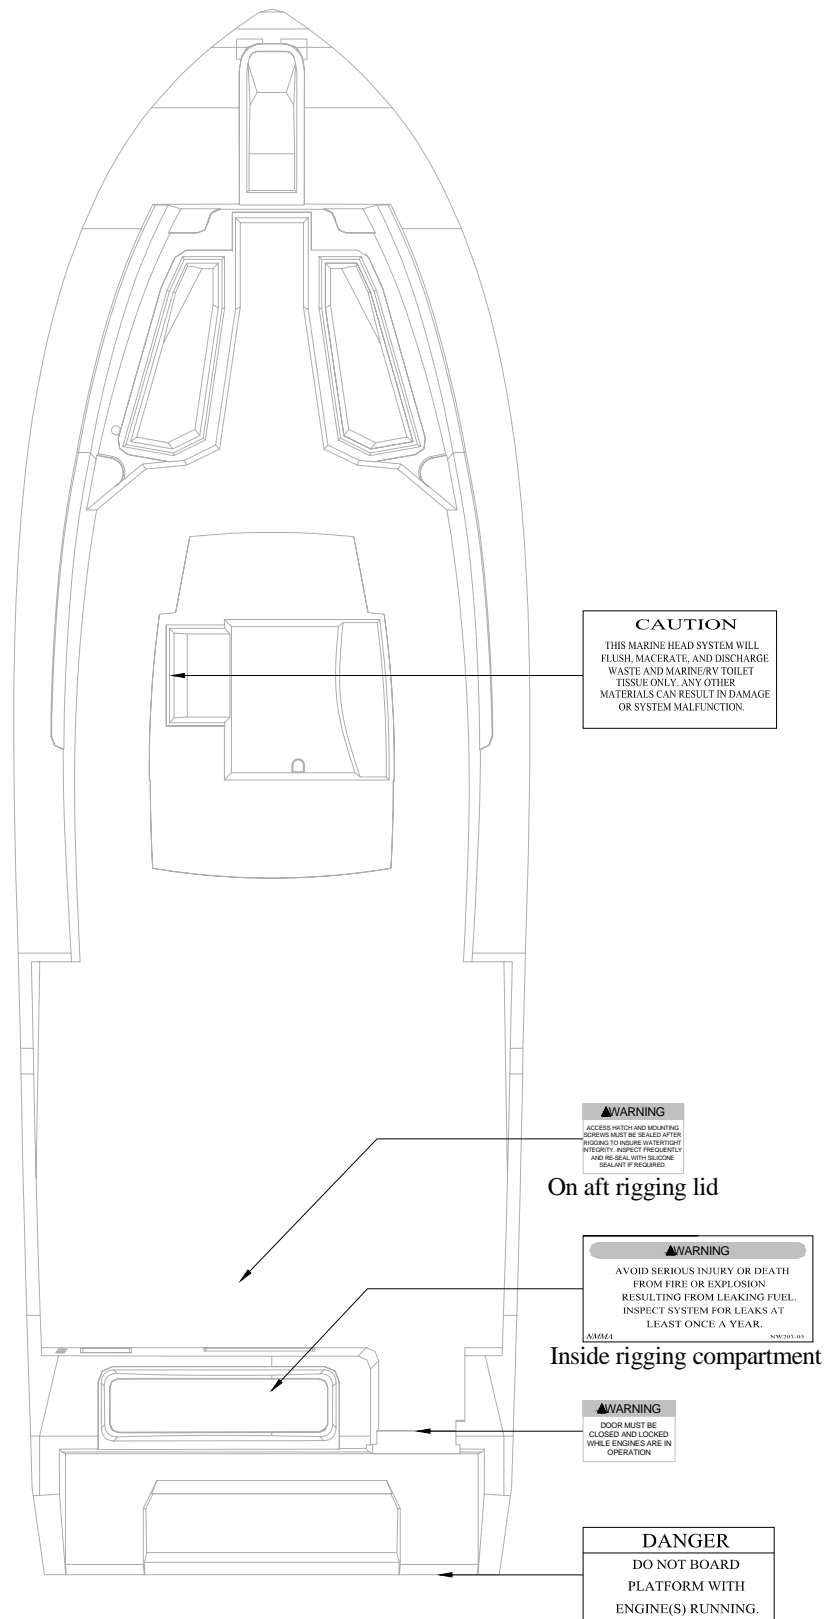 CAUTION
THIS MARINE HEAD SYSTEM WILL
FLUSH, MACERATE, AND DISCHARGE
WASTE AND MARINE/RV TOILET
TISSUE ONLY. ANY OTHER
MATERIALS CAN RESULT IN DAMAGE
OR SYSTEM MALFUNCTION.
WARNING
ACCESS HATCH AND MOUNTING
SCREWS MUST BE SEALED AFTER
RIGGING TO INSURE WATERTIGHT
INTEGRITY. INSPECT FREQUENTLY
AND RE-SEAL WITH SILICONE
SEALANT IF REQUIRED.
On aft rigging lid
WARNING
AVOID SERIOUS INJURY OR DEATH
FROM FIRE OR EXPLOSION
RESULTING FROM LEAKING FUEL.
INSPECT SYSTEM FOR LEAKS AT
LEAST ONCE A YEAR.
NMMA NW201-03
Inside rigging compartment
WARNING
DOOR MUST BE
CLOSED AND LOCKED
WHILE ENGINES ARE IN
OPERATION
DANGER
DO NOT BOARD
PLATFORM WITH
ENGINE(S) RUNNING.